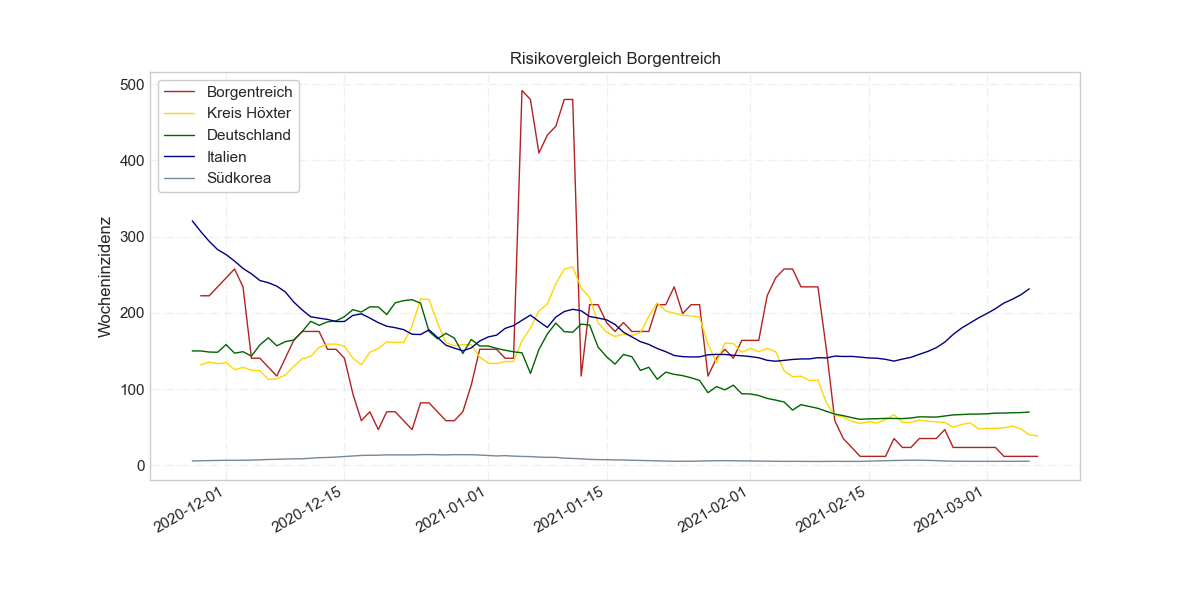 Risikovergleich Borgentreich
500
400
300
200
100
0
Wocheninzidenz
Borgentreich
Kreis Höxter
Deutschland
Italien
Südkorea
2020-12-01
2020-12-15
2021-01-01
2021-01-15
2021-02-01
2021-02-15
2021-03-01